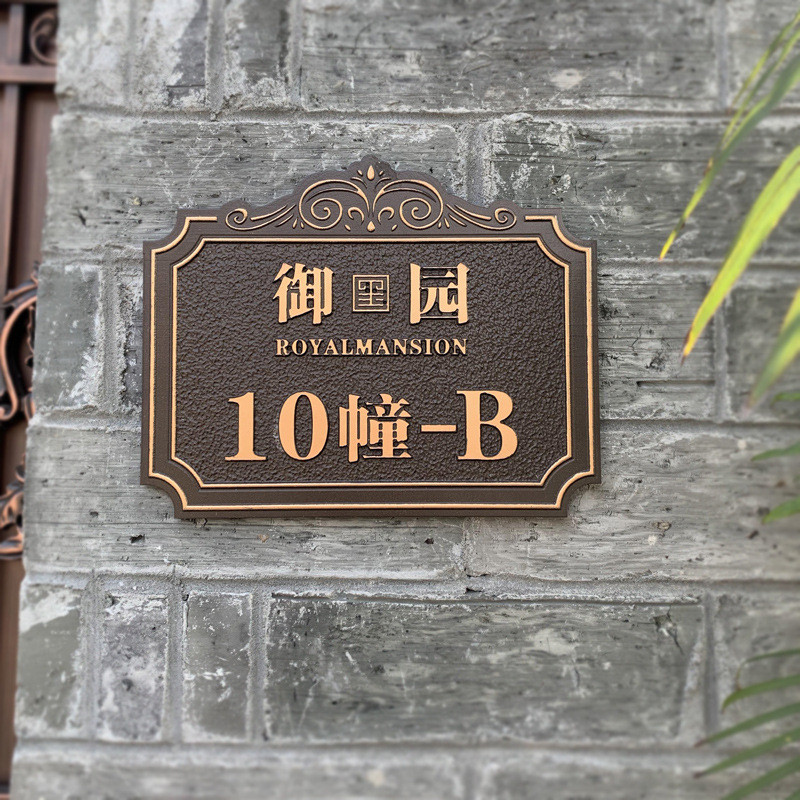 御园
ROYALMANSION
10幢-B